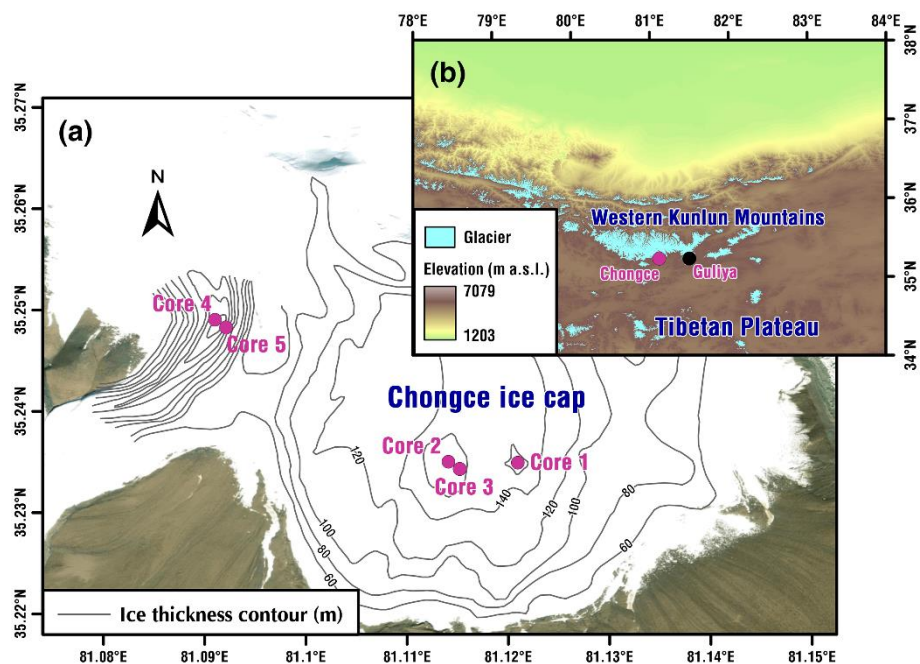 78°E 79°E 80°E 81°E 82°E 83°E 84°E
(b)
38°N
37°N
36°N
35°N
34°N
Western Kunlun Mountains
Chongce
Guliya
Tibetan Plateau
Glacier
Elevation (m a.s.l.)
7079
1203
(a)
N
35.27°N
35.26°N
35.25°N
35.24°N
35.23°N
35.22°N
Core 4
Core 5
Chongce ice cap
Core 2
Core 3
Core 1
120
140
120
100
80
100
80
60
60
Ice thickness contour (m)
81.08°E 81.09°E 81.1°E 81.11°E 81.12°E 81.13°E 81.14°E 81.15°E